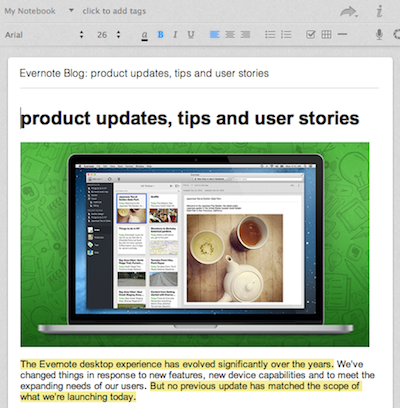 My Notebook click to add tags
Arial 26 a B I U
Evernote Blog: product updates, tips and user stories
product updates, tips and user stories
The Evernote desktop experience has evolved significantly over the years. We've
changed things in response to new features, new device capabilities and to meet the
expanding needs of our users. But no previous update has matched the scope of
what we're launching today.